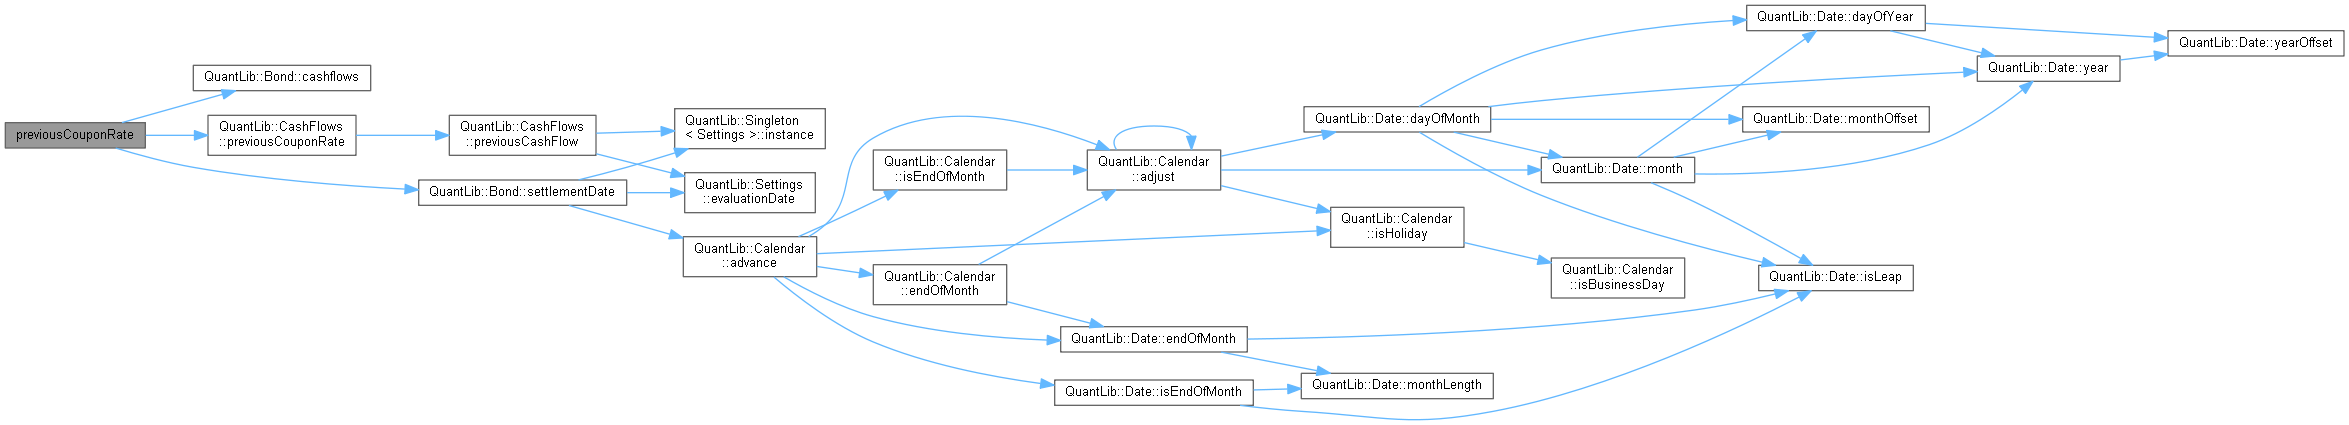 previousCouponRate
QuantLib::Bond::cashflows
QuantLib::CashFlows
::previousCouponRate
QuantLib::CashFlows
::previousCashFlow
QuantLib::Bond::settlementDate
QuantLib::Singleton
< Settings >::instance
QuantLib::Settings
::evaluationDate
QuantLib::Calendar
::advance
QuantLib::Calendar
::isEndOfMonth
QuantLib::Calendar
::endOfMonth
QuantLib::Calendar
::adjust
QuantLib::Date::endOfMonth
QuantLib::Date::isEndOfMonth
QuantLib::Date::dayOfMonth
QuantLib::Calendar
::isHoliday
QuantLib::Date::monthLength
QuantLib::Date::month
QuantLib::Calendar
::isBusinessDay
QuantLib::Date::dayOfYear
QuantLib::Date::monthOffset
QuantLib::Date::isLeap
QuantLib::Date::year
QuantLib::Date::yearOffset